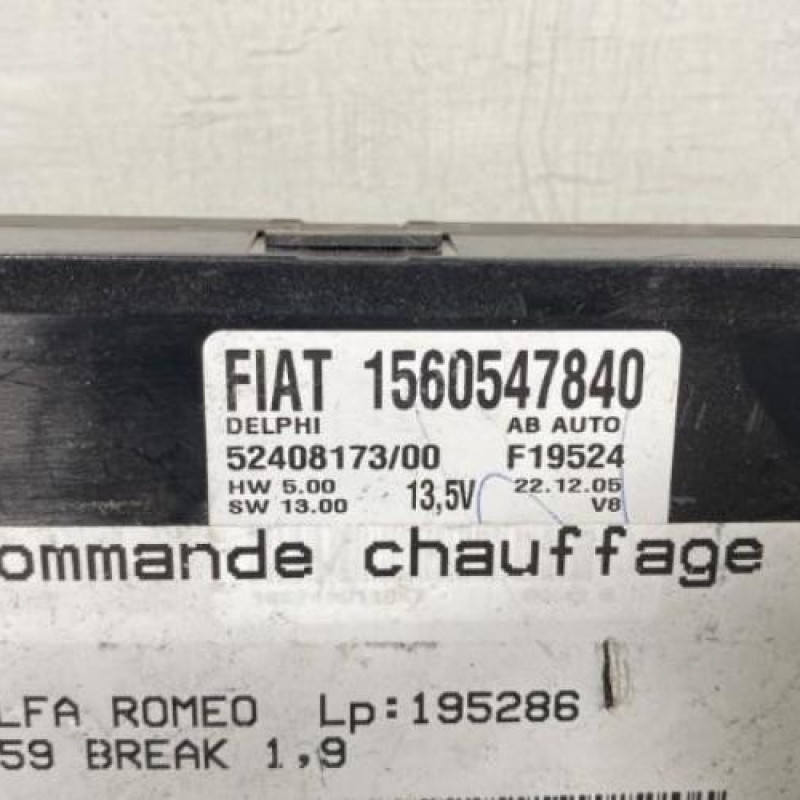 FIAT 1560547840
DELPHI AB AUTO
52408173/00 F19524
HW 5.00 13,5V 22.12.05
SW 13.00 V8
ommande chauffage
LFA ROMEO Lp:195286
59 BREAK 1,9